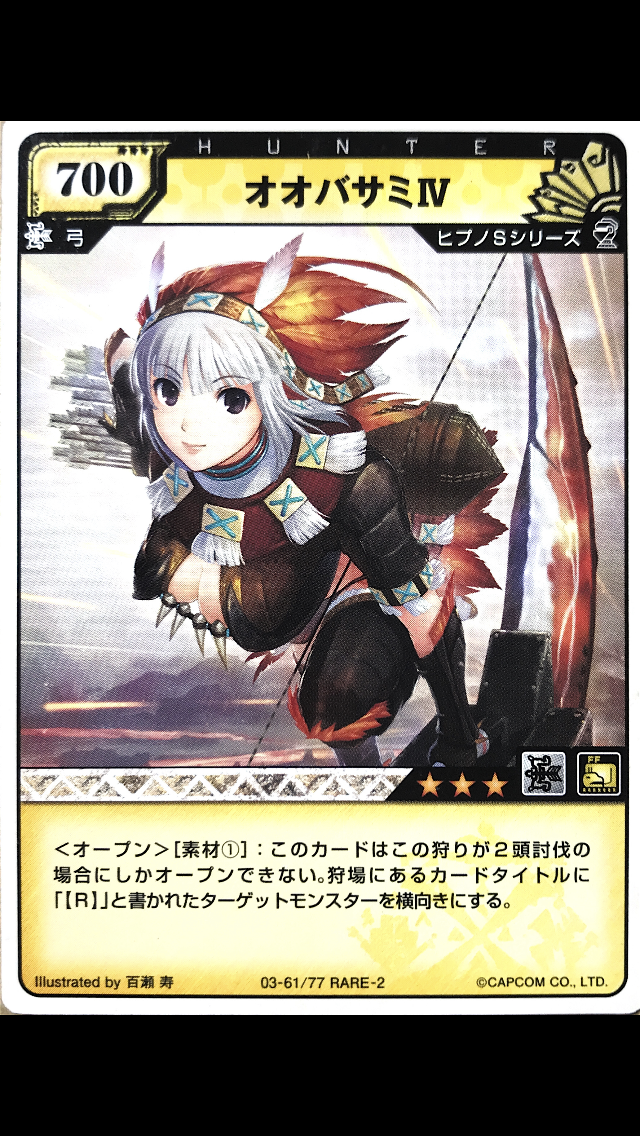 HUNTER
700
オオバサミⅣ
弓
ヒプノSシリーズ
FF
<オープン>[素材①]：このカードはこの狩りが２頭討伐の
場合にしかオープンできない。狩場にあるカードタイトルに
「【R】」と書かれたターゲットモンスターを横向きにする。
Illustrated by 百瀬 寿
03-61/77 RARE-2
©CAPCOM CO., LTD.